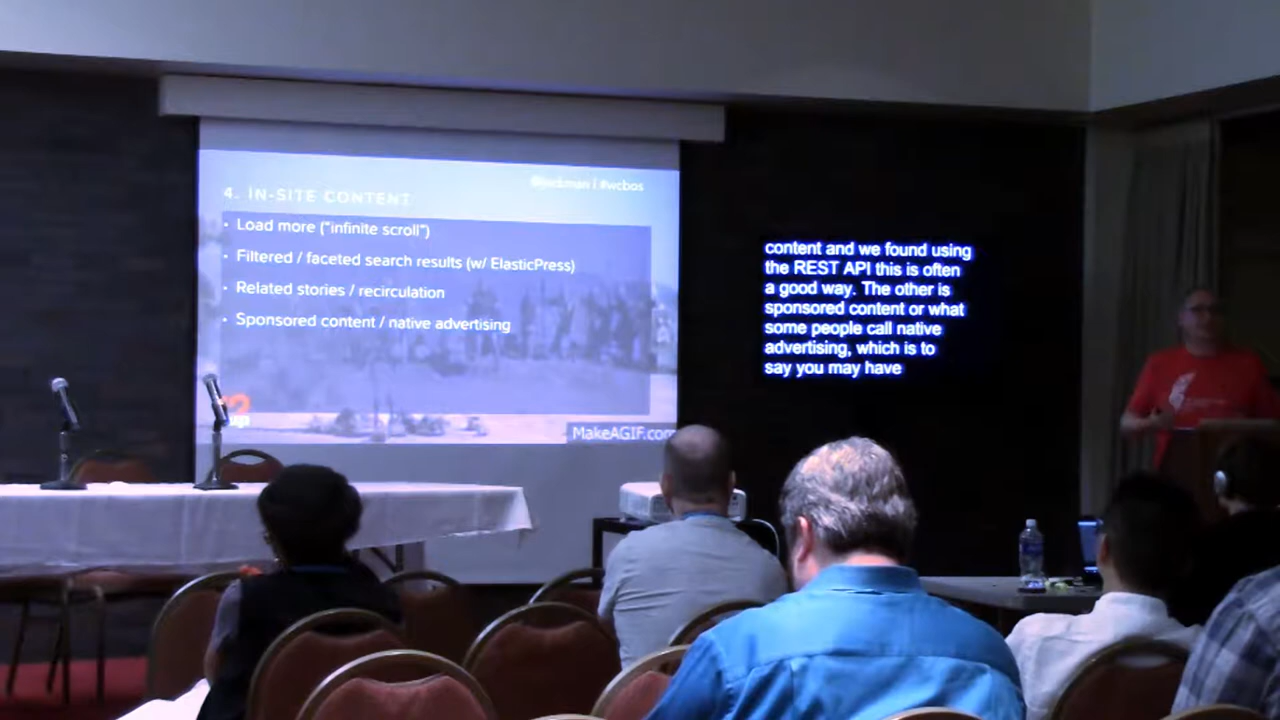 | #wcbos
4. IN-SITE CONTENT
• Load more ("infinite scroll")
• Filtered / faceted search results (w/ ElasticPress)
• Related stories / recirculation
• Sponsored content / native advertising
MakeAGIF.com
content and we found using
the REST API this is often
a good way. The other is
sponsored content or what
some people call native
advertising, which is to
say you may have